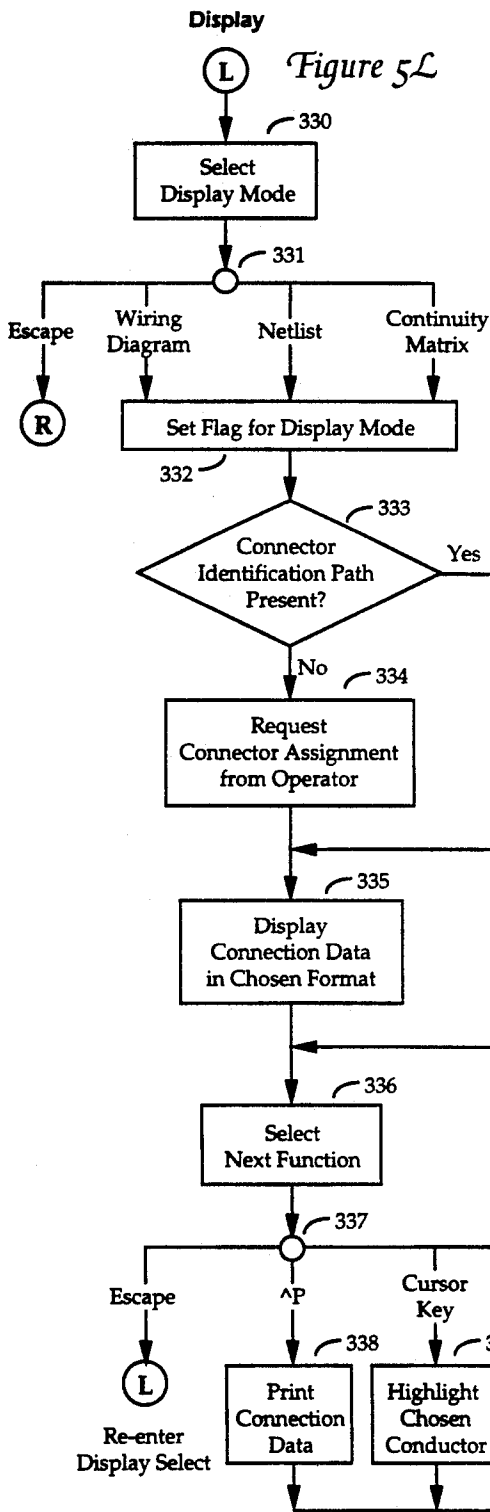 Display
L
Figure 5L
330
Select
Display Mode
331
Escape
Wiring
Diagram
Netlist
Continuity
Matrix
R
Set Flag for Display Mode
332
333
Connector
Identification Path
Present?
Yes
No
334
Request
Connector Assignment
from Operator
335
Display
Connection Data
in Chosen Format
336
Select
Next Function
337
Escape
^P
Cursor
Key
338
3
L
Print
Connection
Data
Highlight
Chosen
Conductor
Re-enter
Display Select